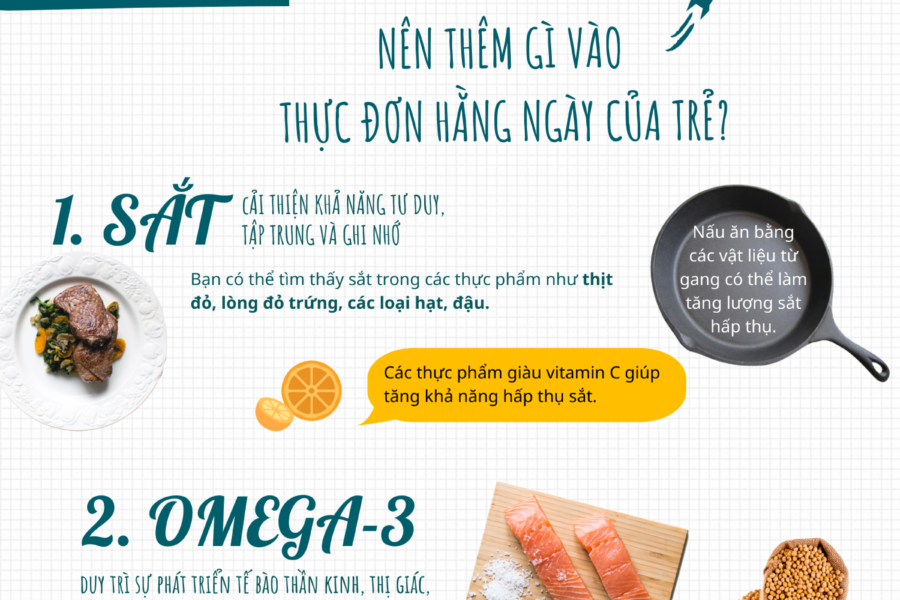 NÊN THÊM GÌ VÀO
THỰC ĐƠN HẰNG NGÀY CỦA TRẺ?
1. SẮT
CẢI THIỆN KHẢ NĂNG TƯ DUY,
TẬP TRUNG VÀ GHI NHỚ
Bạn có thể tìm thấy sắt trong các thực phẩm như thịt
đỏ, lòng đỏ trứng, các loại hạt, đậu.
Nấu ăn bằng
các vật liệu từ
gang có thể làm
tăng lượng sắt
hấp thụ.
Các thực phẩm giàu vitamin C giúp
tăng khả năng hấp thụ sắt.
2. OMEGA-3
DUY TRÌ SỰ PHÁT TRIỂN TẾ BÀO THẦN KINH, THỊ GIÁC,